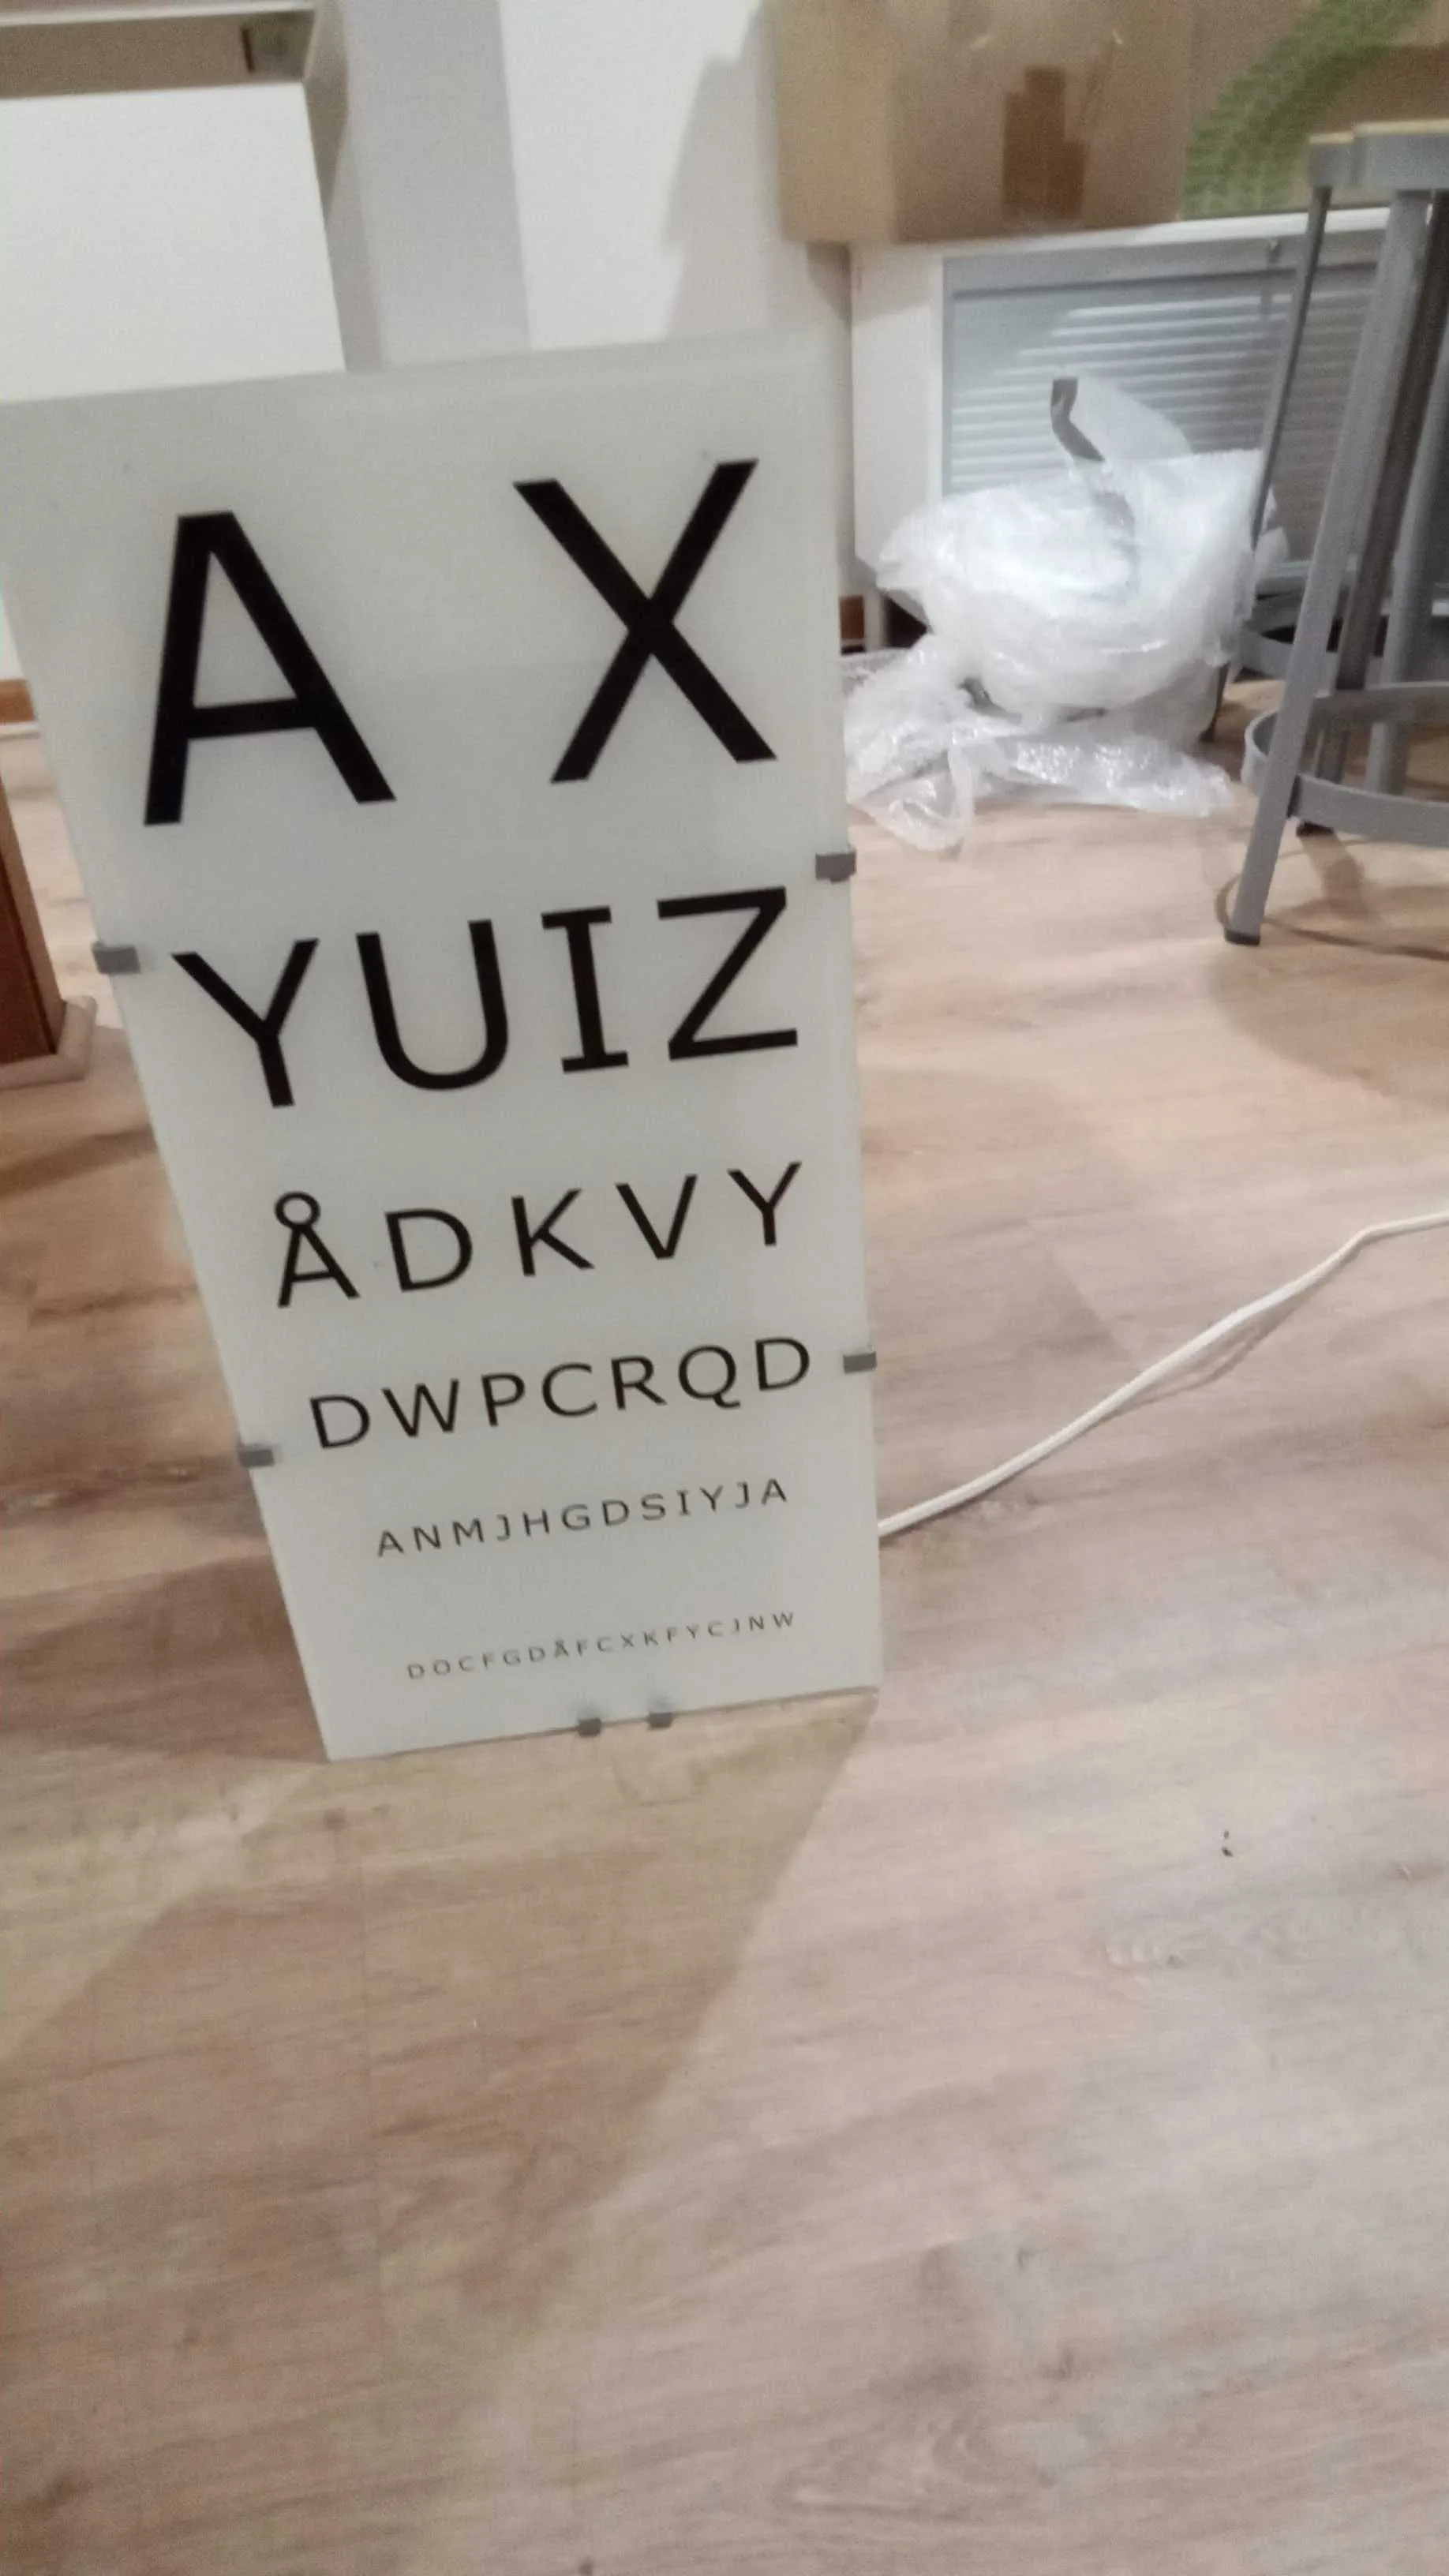 A X
YUIZ
ÅDKVY
DWPCRQD
ANMJHGDSIYJA
DOCFGDÅFCXKFYCJNW